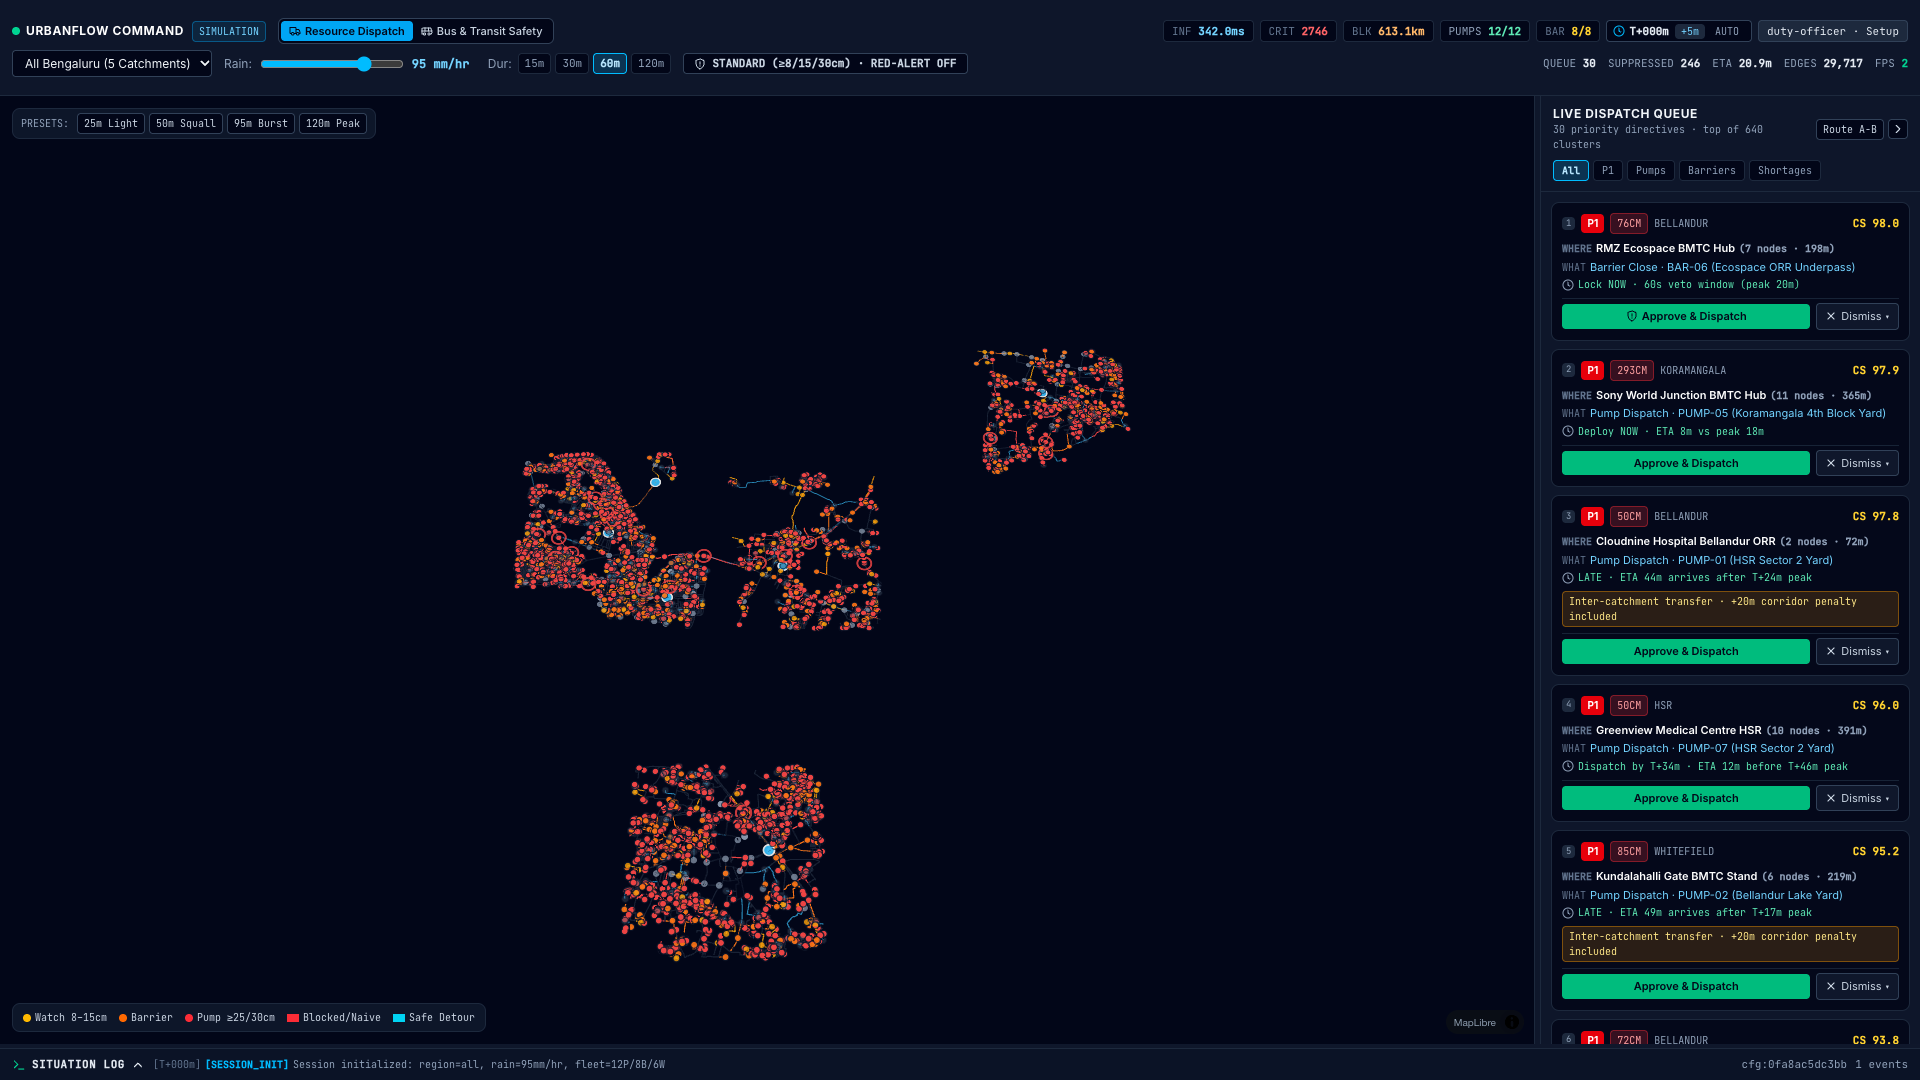 URBANFLOW COMMAND SIMULATION Resource Dispatch Bus & Transit Safety INF 342.0ms CRIT 2746 BLK 613.1km PUMPS 12/12 BAR 8/8 T+000m +5m AUTO duty-officer · Setup
All Bengaluru (5 Catchments) Rain: 95 mm/hr Dur: 15m 30m 60m 120m STANDARD (≥8/15/30cm) · RED-ALERT OFF QUEUE 30 SUPPRESSED 246 ETA 20.9m EDGES 29,717 FPS 2
PRESETS: 25m Light 50m Squall 95m Burst 120m Peak
LIVE DISPATCH QUEUE
30 priority directives · top of 640
clusters
Route A-B
All P1 Pumps Barriers Shortages
1 P1 76CM BELLANDUR CS 98.0
WHERE RMZ Ecospace BMTC Hub (7 nodes · 198m)
WHAT Barrier Close · BAR-06 (Ecospace ORR Underpass)
Lock NOW · 60s veto window (peak 20m)
Approve & Dispatch Dismiss
2 P1 293CM KORAMANGALA CS 97.9
WHERE Sony World Junction BMTC Hub (11 nodes · 365m)
WHAT Pump Dispatch · PUMP-05 (Koramangala 4th Block Yard)
Deploy NOW · ETA 8m vs peak 18m
Approve & Dispatch Dismiss
3 P1 50CM BELLANDUR CS 97.8
WHERE Cloudnine Hospital Bellandur ORR (2 nodes · 72m)
WHAT Pump Dispatch · PUMP-01 (HSR Sector 2 Yard)
LATE · ETA 44m arrives after T+24m peak
Inter-catchment transfer · +20m corridor penalty
included
Approve & Dispatch Dismiss
4 P1 50CM HSR CS 96.0
WHERE Greenview Medical Centre HSR (10 nodes · 391m)
WHAT Pump Dispatch · PUMP-07 (HSR Sector 2 Yard)
Dispatch by T+34m · ETA 12m before T+46m peak
Approve & Dispatch Dismiss
5 P1 85CM WHITEFIELD CS 95.2
WHERE Kundalahalli Gate BMTC Stand (6 nodes · 219m)
WHAT Pump Dispatch · PUMP-02 (Bellandur Lake Yard)
LATE · ETA 49m arrives after T+17m peak
Inter-catchment transfer · +20m corridor penalty
included
Approve & Dispatch Dismiss
6 P1 72CM BELLANDUR CS 93.8
Watch 8–15cm Barrier Pump ≥25/30cm Blocked/Naive Safe Detour
MapLibre
SITUATION LOG [T+000m] [SESSION_INIT] Session initialized: region=all, rain=95mm/hr, fleet=12P/8B/6W cfg:0fa8ac5dc3bb 1 events